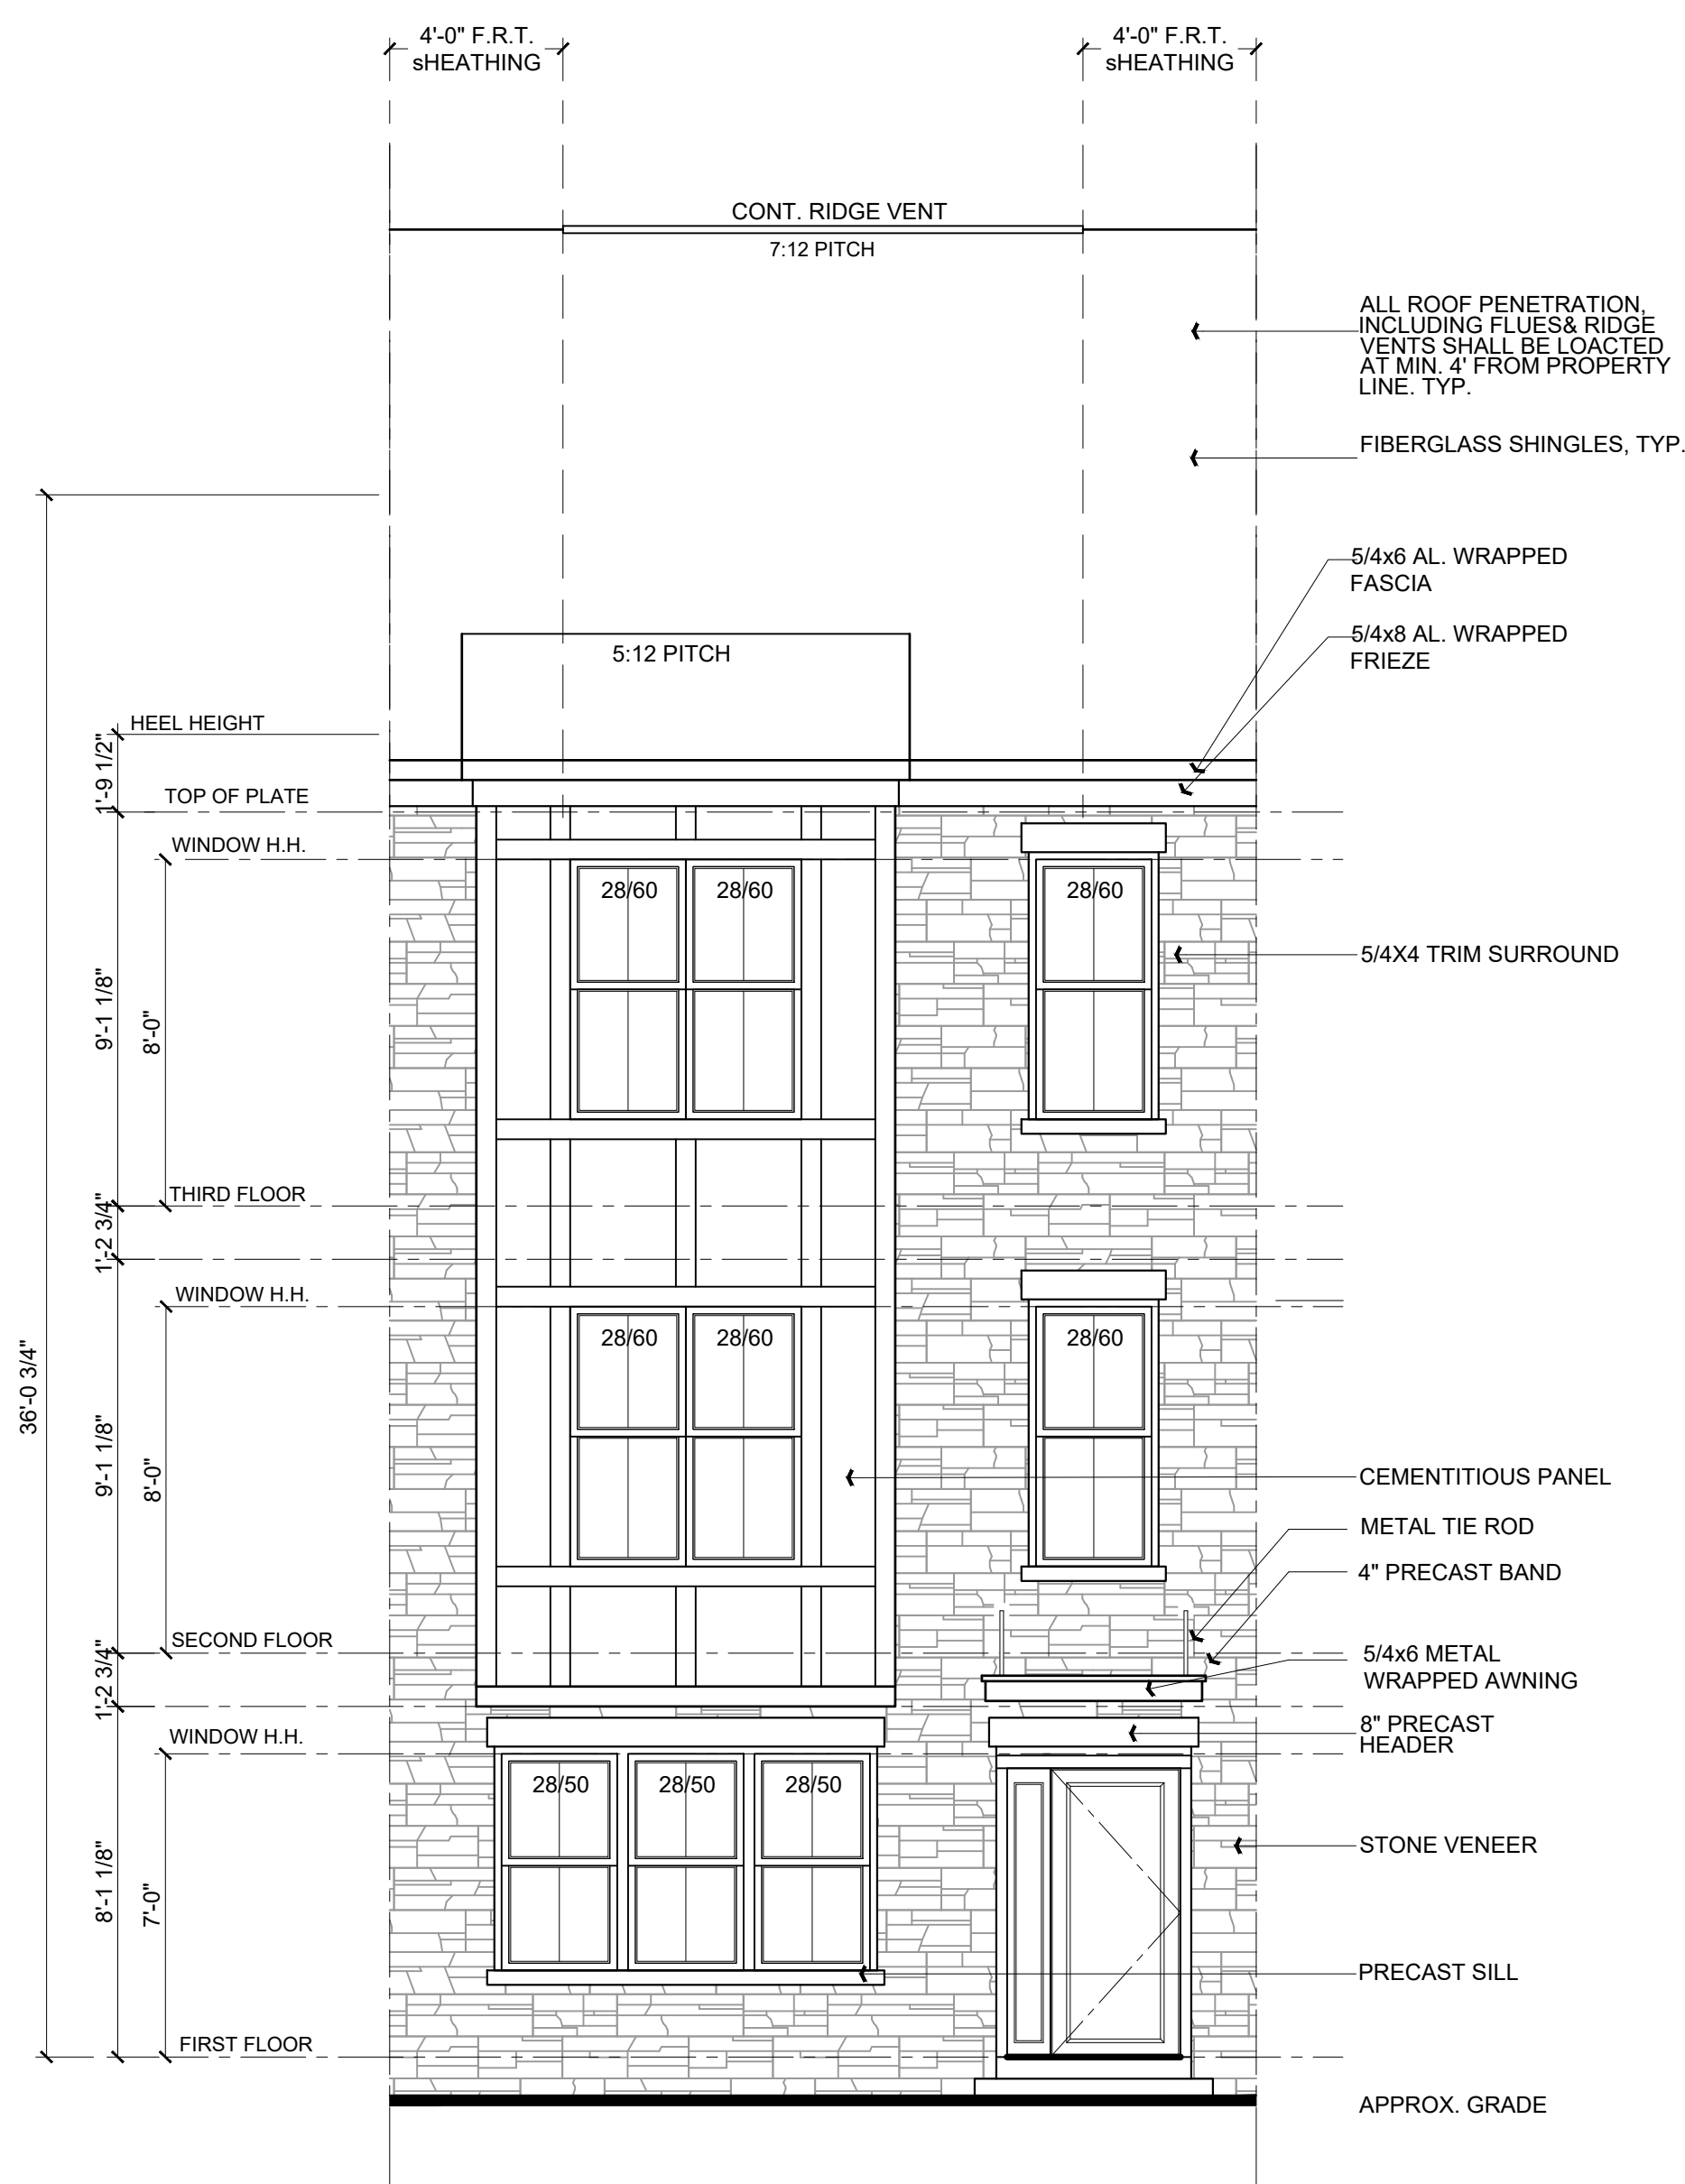 4'-0" F.R.T.
sHEATHING
4'-0" F.R.T.
sHEATHING
CONT. RIDGE VENT
7:12 PITCH
ALL ROOF PENETRATION,
INCLUDING FLUES& RIDGE
VENTS SHALL BE LOACTED
AT MIN. 4' FROM PROPERTY
LINE. TYP.
FIBERGLASS SHINGLES, TYP.
5/4x6 AL. WRAPPED
FASCIA
5/4x8 AL. WRAPPED
FRIEZE
5:12 PITCH
HEEL HEIGHT
1'-9 1/2"
TOP OF PLATE
WINDOW H.H.
28/60
28/60
28/60
5/4X4 TRIM SURROUND
9'-1 1/8"
8'-0"
THIRD FLOOR
1'-2 3/4"
WINDOW H.H.
28/60
28/60
28/60
36'-0 3/4"
9'-1 1/8"
8'-0"
CEMENTITIOUS PANEL
METAL TIE ROD
4" PRECAST BAND
SECOND FLOOR
1'-2 3/4"
5/4x6 METAL
WRAPPED AWNING
8" PRECAST
HEADER
WINDOW H.H.
28/50
28/50
28/50
STONE VENEER
8'-1 1/8"
7'-0"
PRECAST SILL
FIRST FLOOR
APPROX. GRADE